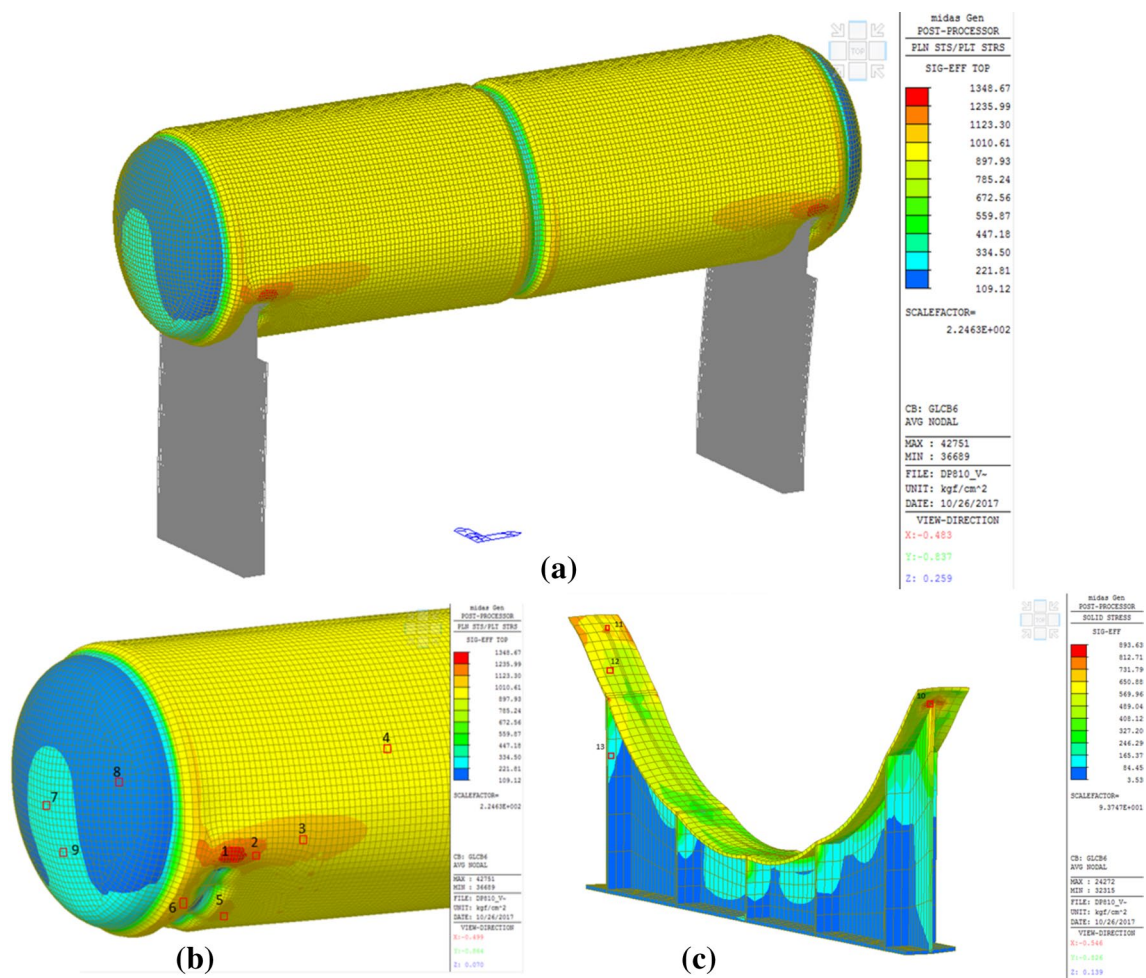 midas Gen
POST-PROCESSOR
PLN STS/PLT STRS
SIG-EFF TOP
1348.67
1235.99
1123.30
1010.61
897.93
785.24
672.56
559.87
447.18
334.50
221.81
109.12
SCALEFACTOR=
2.2463E+002
CB: GLCB6
AVG NODAL
MAX : 42751
MIN : 36689
FILE: DP810_V~
UNIT: kgf/cm^2
DATE: 10/26/2017
VIEW-DIRECTION
X:-0.483
Y:-0.837
Z: 0.259
TOP
(a)
midas Gen
POST-PROCESSOR
PLN STS/PLT STRS
SIG-EFF TOP
1348.67
1235.99
1123.30
1010.61
897.93
785.24
672.56
559.87
447.18
334.50
221.81
109.12
SCALEFACTOR=
2.2463E+002
CB: GLCB6
AVG NODAL
MAX : 42751
MIN : 36689
FILE: DP810_V~
UNIT: kgf/cm^2
DATE: 10/26/2017
VIEW-DIRECTION
Z: 0.070
4
8
7
3
1
2
9
6
5
(b)
midas Gen
POST-PROCESSOR
SOLID STRESS
SIG-EFF
893.63
812.71
731.79
650.88
569.96
489.04
408.12
327.20
246.29
165.37
84.45
3.53
SCALEFACTOR=
9.3747E+001
CB: GLCB6
AVG NODAL
MAX : 24272
MIN : 32315
FILE: DP810_V~
UNIT: kgf/cm^2
DATE: 10/26/2017
VIEW-DIRECTION
X:-0.546
Z: 0.139
11
12
10
13
(c)